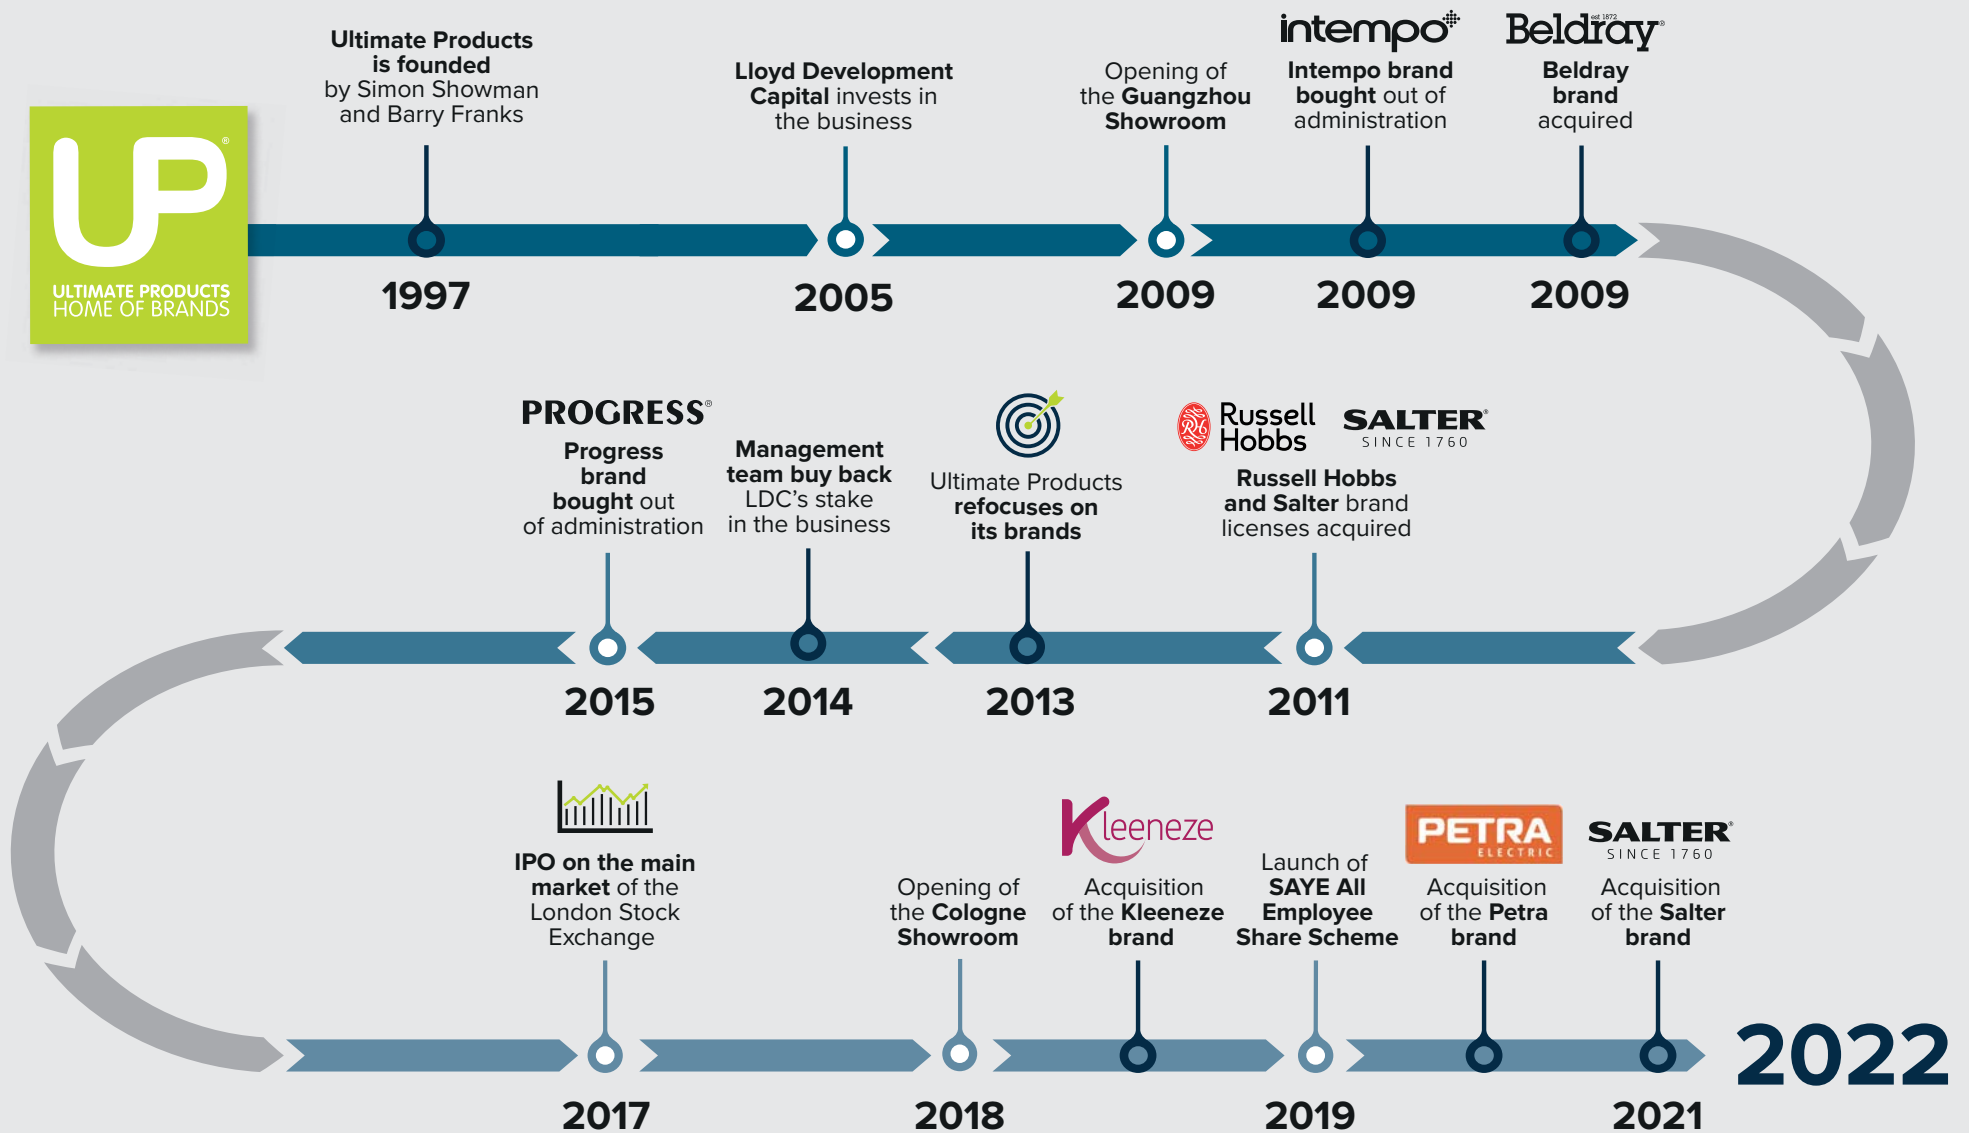 UP®
ULTIMATE PRODUCTS
HOME OF BRANDS
Ultimate Products
is founded
by Simon Showman
and Barry Franks
1997
Lloyd Development
Capital invests in
the business
2005
Opening of
the Guangzhou
Showroom
2009
intempo
Intempo brand
bought out of
administration
2009
est 1872
Beldray®
Beldray
brand
acquired
2009
Russell
Hobbs
RH
SALTER®
SINCE 1760
Russell Hobbs
and Salter brand
licenses acquired
2011
Ultimate Products
refocuses on
its brands
2013
Management
team buy back
LDC's stake
in the business
2014
PROGRESS®
Progress
brand
bought out
of administration
2015
IPO on the main
market of the
London Stock
Exchange
2017
Opening of
the Cologne
Showroom
2018
Kleeneze
Acquisition
of the Kleeneze
brand
Launch of
SAYE All
Employee
Share Scheme
2019
PETRA
ELECTRIC
Acquisition
of the Petra
brand
SALTER®
SINCE 1760
Acquisition
of the Salter
brand
2021
2022